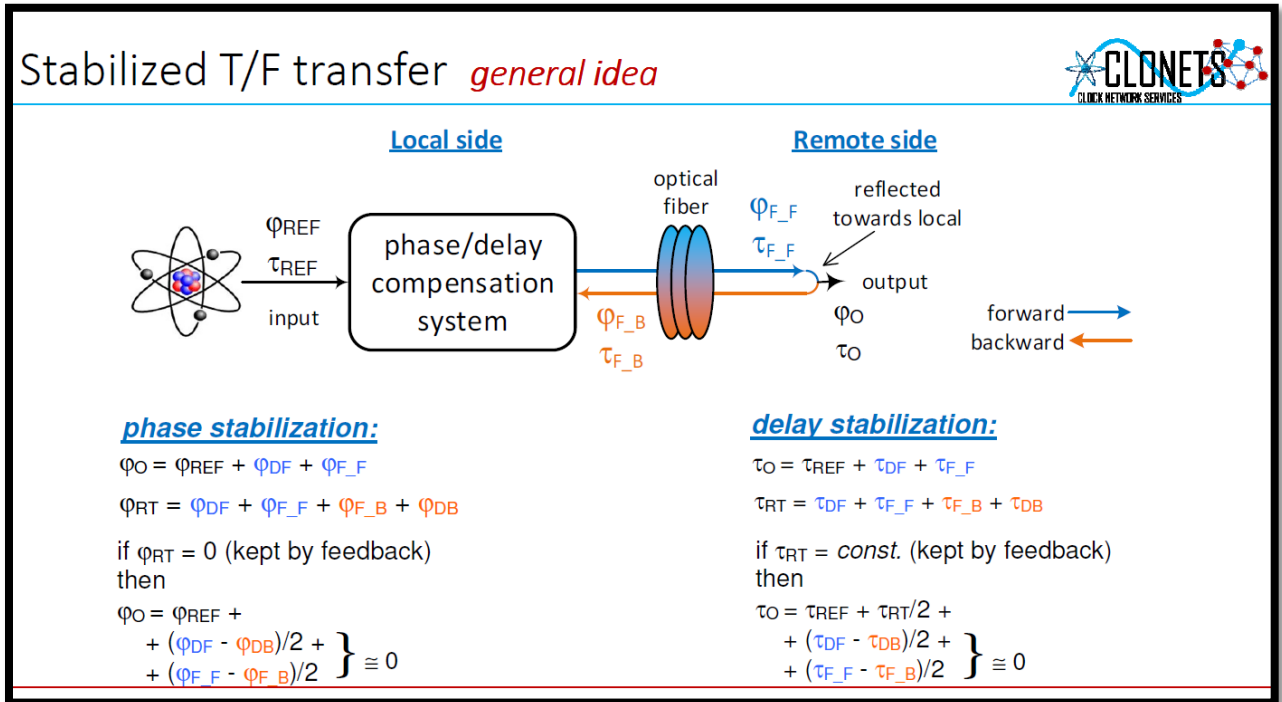 Stabilized T/F transfer general idea
CLONETS
CLOCK NETWORK SERVICES
Local side
Remote side
optical
fiber
φREF
τREF
input
phase/delay
compensation
system
φF_F
τF_F
reflected
towards local
output
φF_B
τF_B
φO
τO
forward
backward
phase stabilization:
φO = φREF + φDF + φF_F
φRT = φDF + φF_F + φF_B + φDB
if φRT = 0 (kept by feedback)
then
φO = φREF +
+ (φDF - φDB)/2 +
+ (φF_F - φF_B)/2
} ≅ 0
delay stabilization:
τO = τREF + τDF + τF_F
τRT = τDF + τF_F + τF_B + τDB
if τRT = const. (kept by feedback)
then
τO = τREF + τRT/2 +
+ (τDF - τDB)/2 +
+ (τF_F - τF_B)/2
} ≅ 0